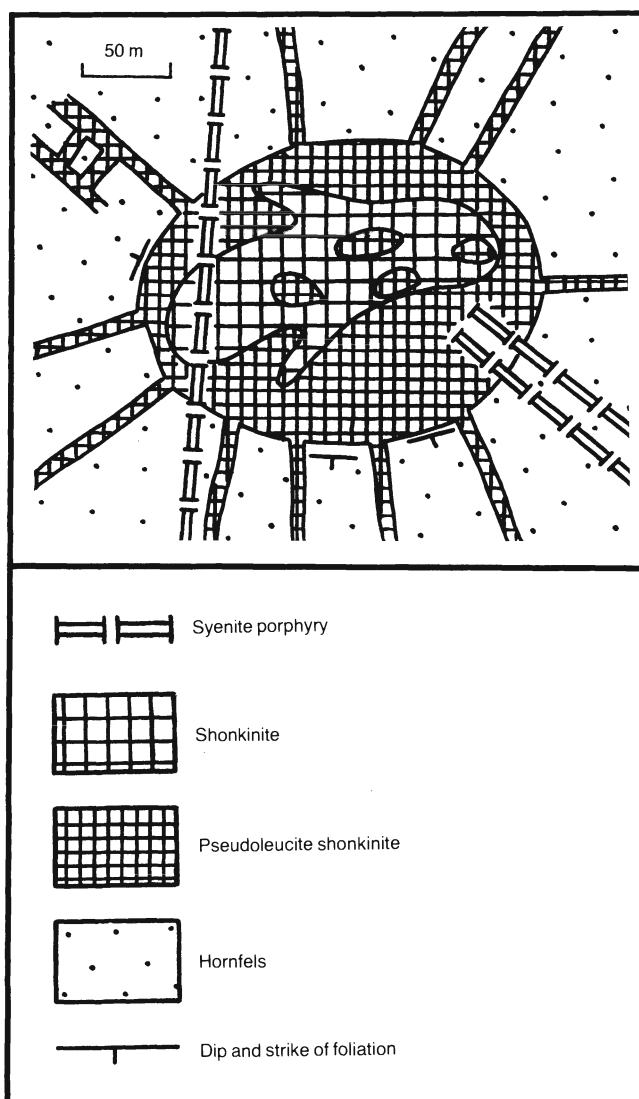 50 m
Syenite porphyry
Shonkinite
Pseudoleucite shonkinite
Hornfels
Dip and strike of foliation